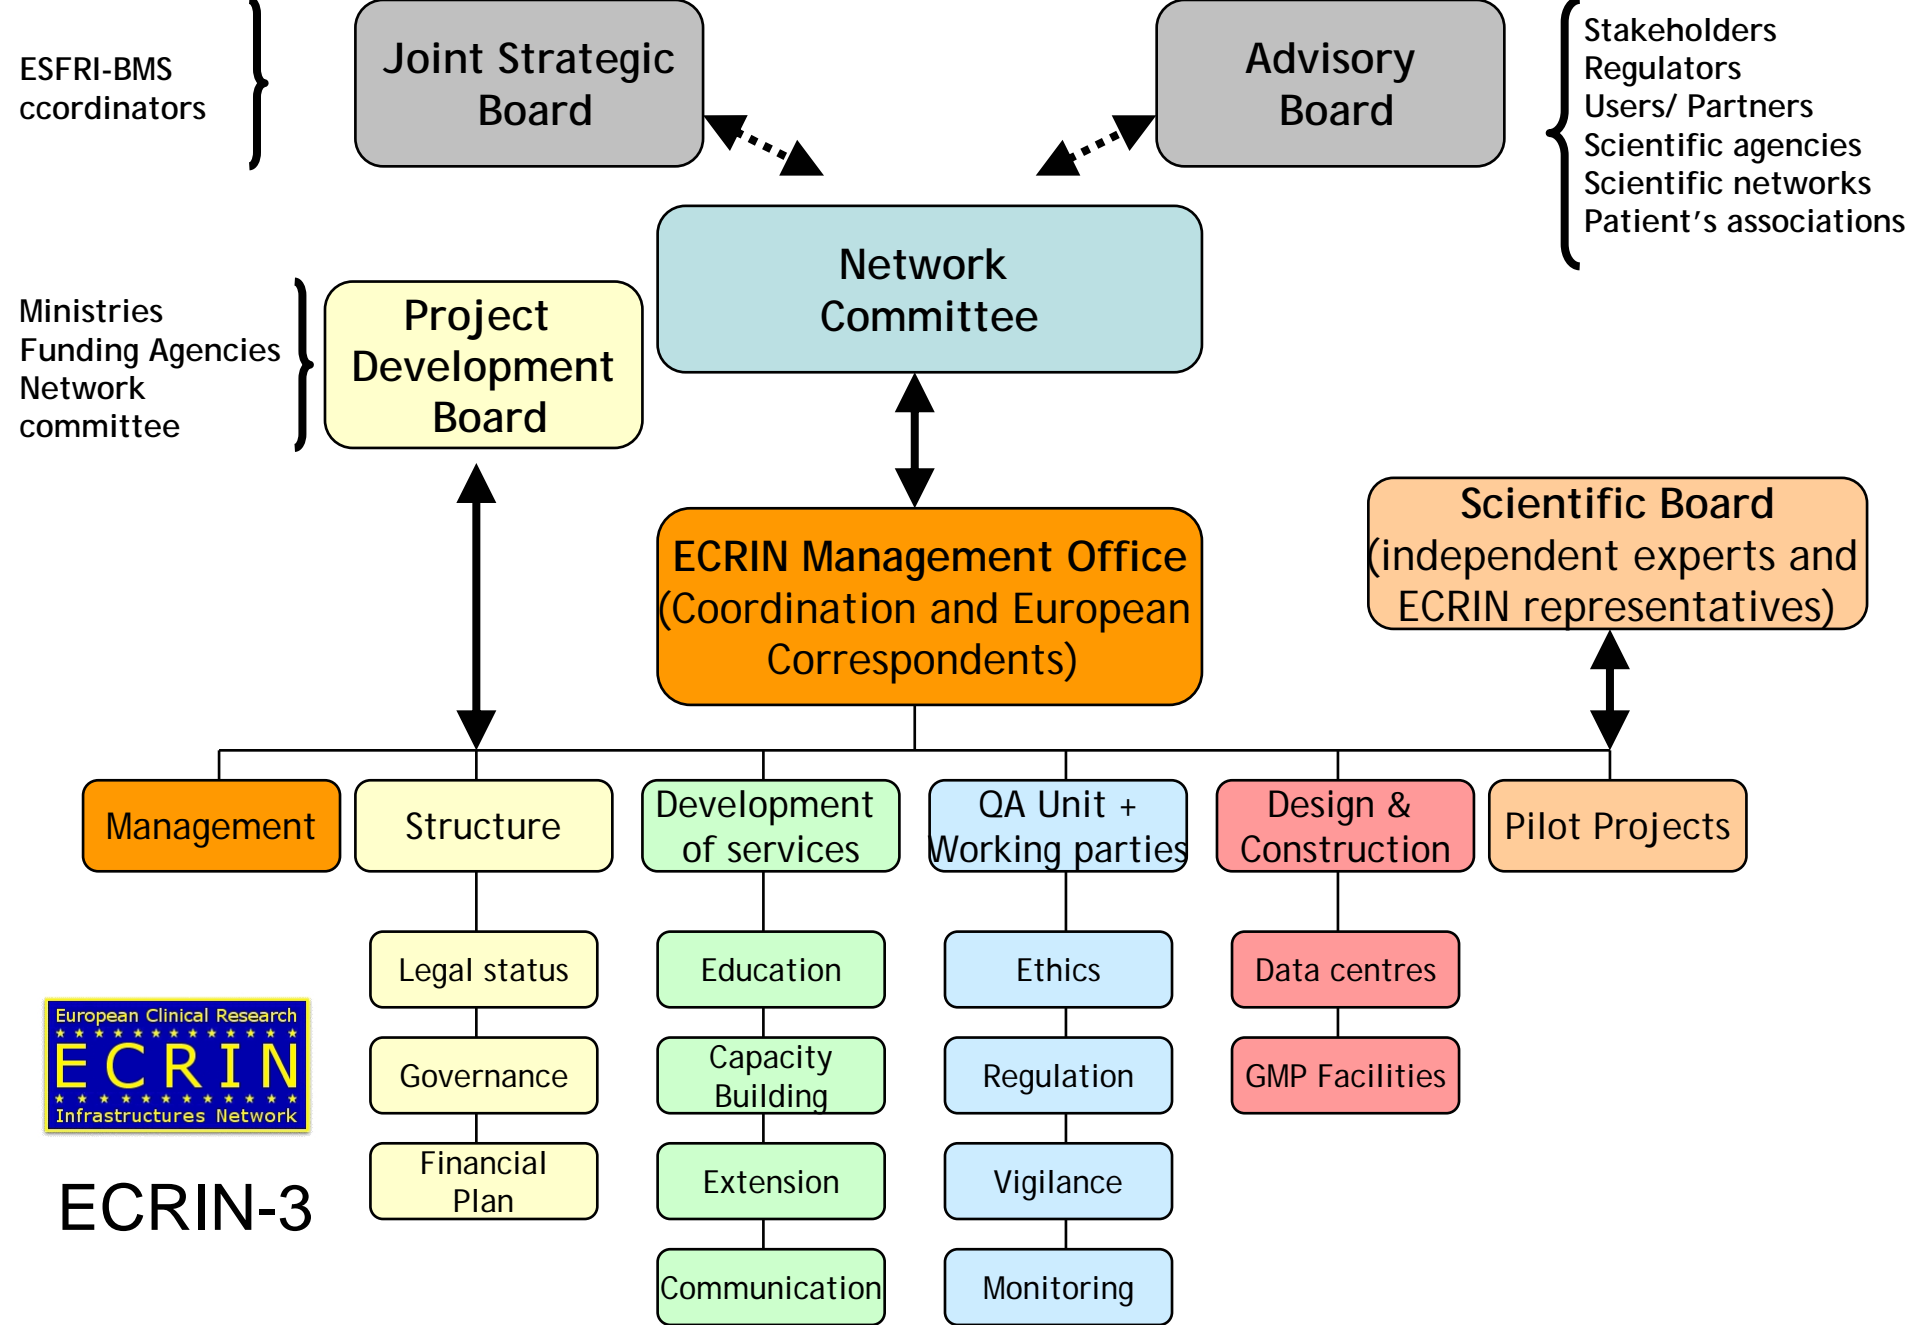 ESFRI-BMS
ccoordinators
Joint Strategic
Board
Advisory
Board
Stakeholders
Regulators
Users/ Partners
Scientific agencies
Scientific networks
Patient's associations
Network
Committee
Ministries
Funding Agencies
Network
committee
Project
Development
Board
ECRIN Management Office
(Coordination and European
Correspondents)
Scientific Board
(independent experts and
ECRIN representatives)
Management
Structure
Development
of services
QA Unit +
Working parties
Design &
Construction
Pilot Projects
Legal status
Governance
Financial
Plan
Education
Capacity
Building
Extension
Communication
Ethics
Regulation
Vigilance
Monitoring
Data centres
GMP Facilities
European Clinical Research
ECRIN
Infrastructures Network
ECRIN-3